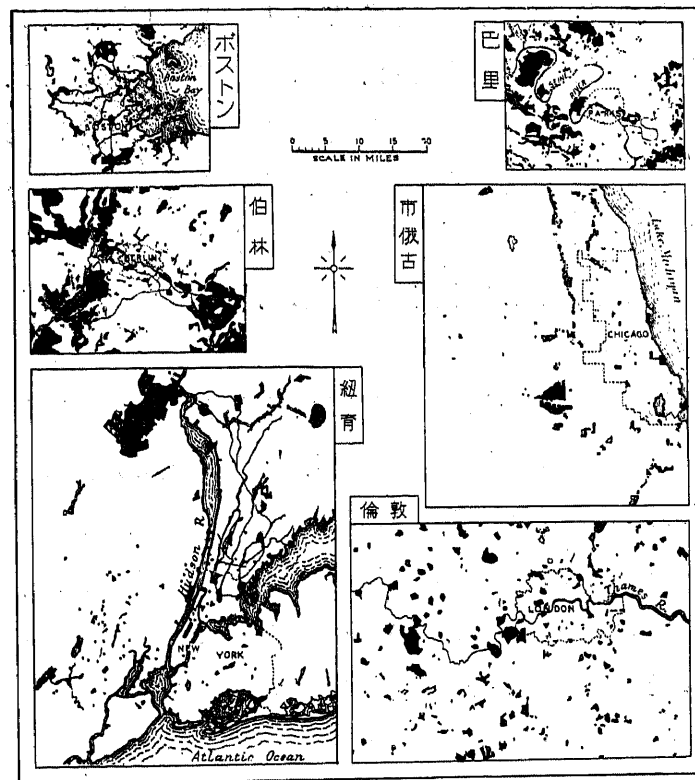 ボストン
Boston
Bay
BOSTON
0 10 20
SCALE IN MILES
巴里
SEINE
RIVER
PARIS
伯林
BERLIN
市俄古
Lake Michigan
CHICAGO
紐育
Hudson R.
NEW
YORK
Atlantic Ocean
倫敦
LONDON
Thames R.